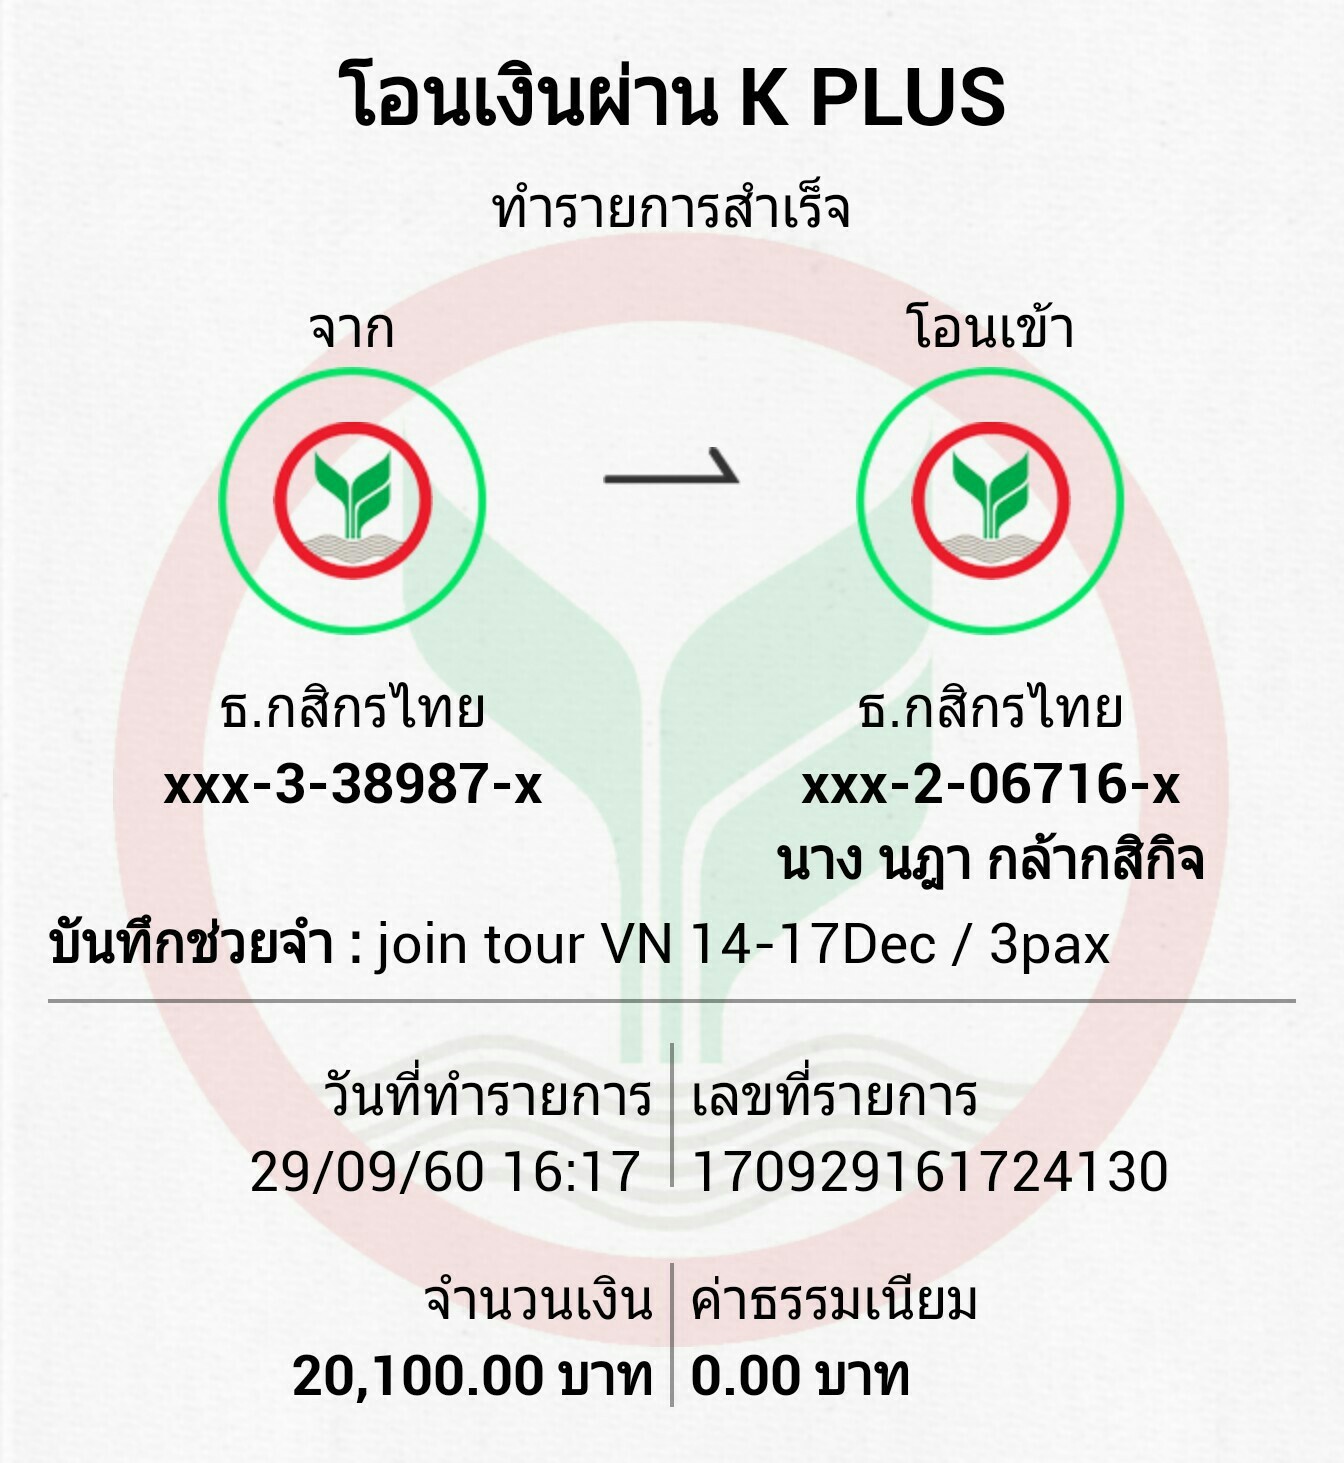 โอนเงินผ่าน K PLUS
ทำรายการสำเร็จ
จาก
โอนเข้า
ธ.กสิกรไทย
xxx-3-38987-x
ธ.กสิกรไทย
xxx-2-06716-x
นาง นฎา กล้ากสิกิจ
บันทึกช่วยจำ : join tour VN 14-17Dec / 3pax
วันที่ทำรายการ
29/09/60 16:17
เลขที่รายการ
170929161724130
จำนวนเงิน
20,100.00 บาท
ค่าธรรมเนียม
0.00 บาท